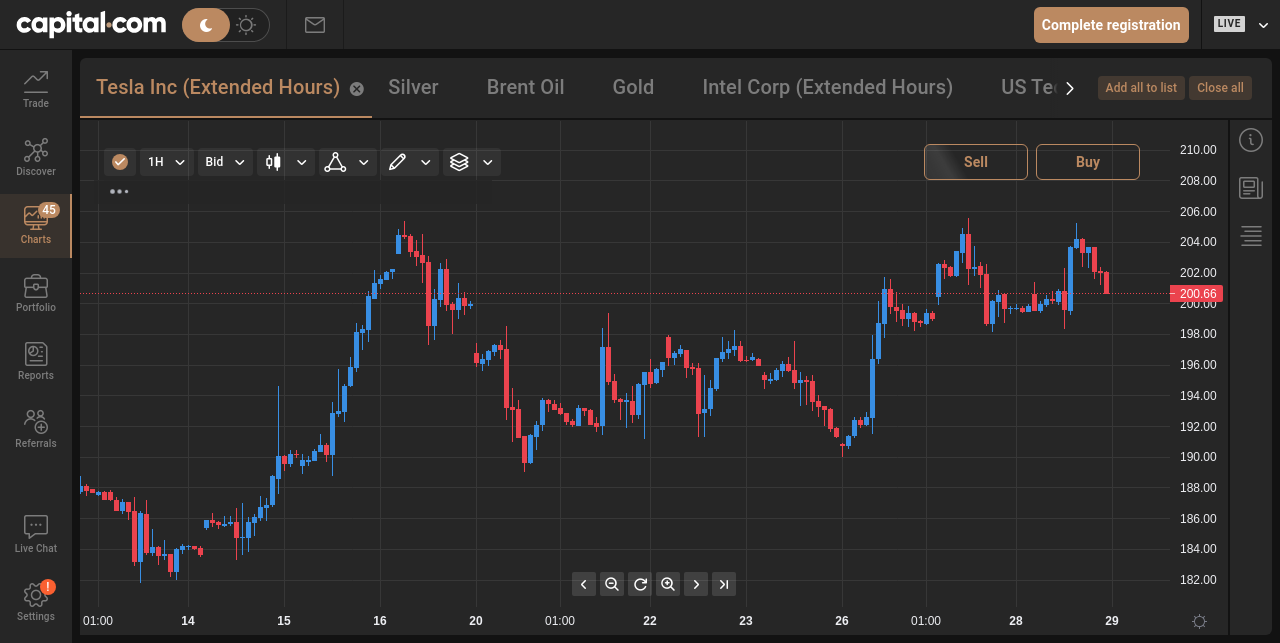 capital.com
Complete registration
LIVE
Trade
Discover
45
Charts
Portfolio
Reports
Referrals
Live Chat
!
Settings
Tesla Inc (Extended Hours) Silver Brent Oil Gold Intel Corp (Extended Hours) US Te
Add all to list Close all
1H Bid
Sell Buy
210.00
208.00
206.00
204.00
202.00
200.66
200.00
198.00
196.00
194.00
192.00
190.00
188.00
186.00
184.00
182.00
01:00 14 15 16 20 01:00 22 23 26 01:00 28 29